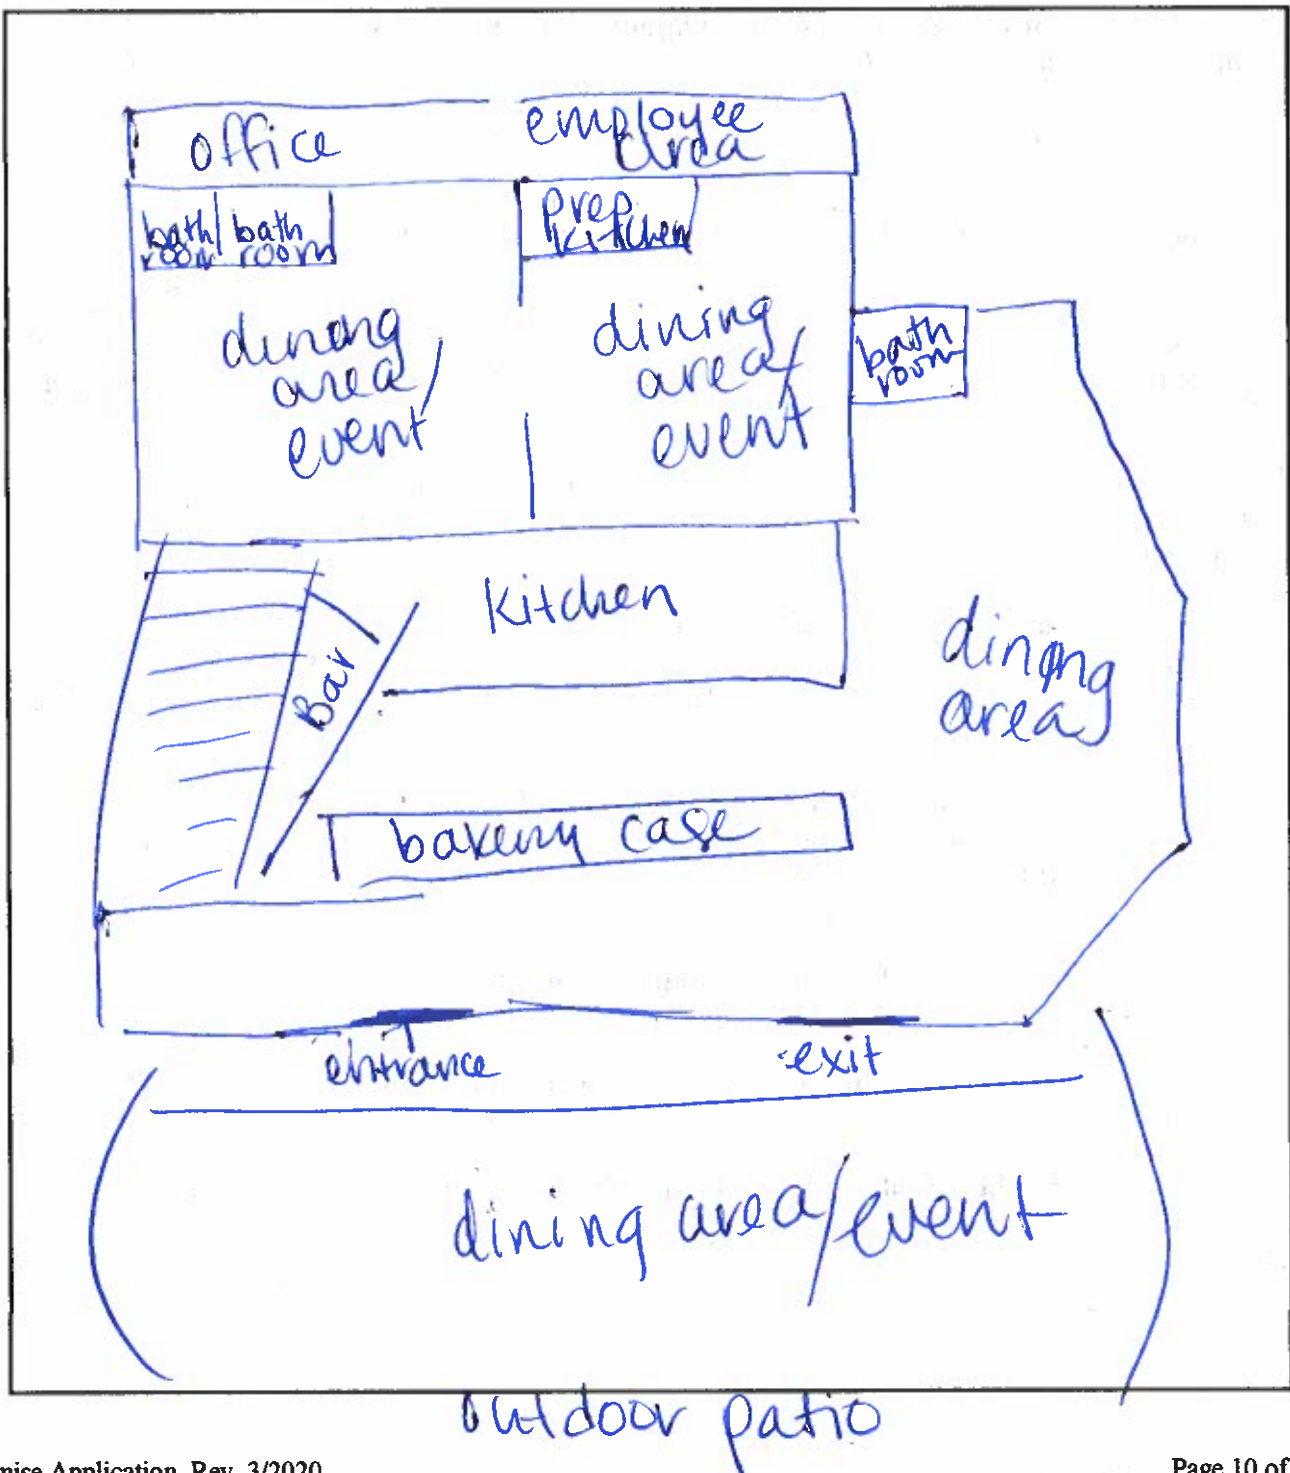 office
employee
area
bath/
room
bath
room
prep
kitchen
dining
area/
event
dining
area/
event
bath
room
kitchen
Bar
dining
area
bakery case
entrance
exit
dining area/event
outdoor patio
mise Application, Rev. 3/2020
Page 10 of